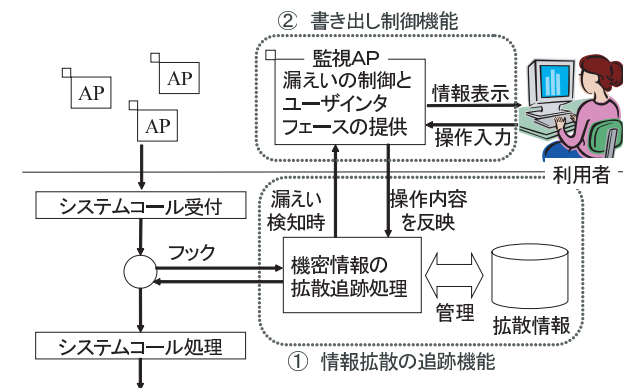 ② 書き出し制御機能
監視AP
漏えいの制御と
ユーザインタ
フェースの提供
AP
AP
AP
情報表示
操作入力
利用者
システムコール受付
漏えい
検知時
操作内容
を反映
フック
機密情報の
拡散追跡処理
管理
拡散情報
システムコール処理
① 情報拡散の追跡機能